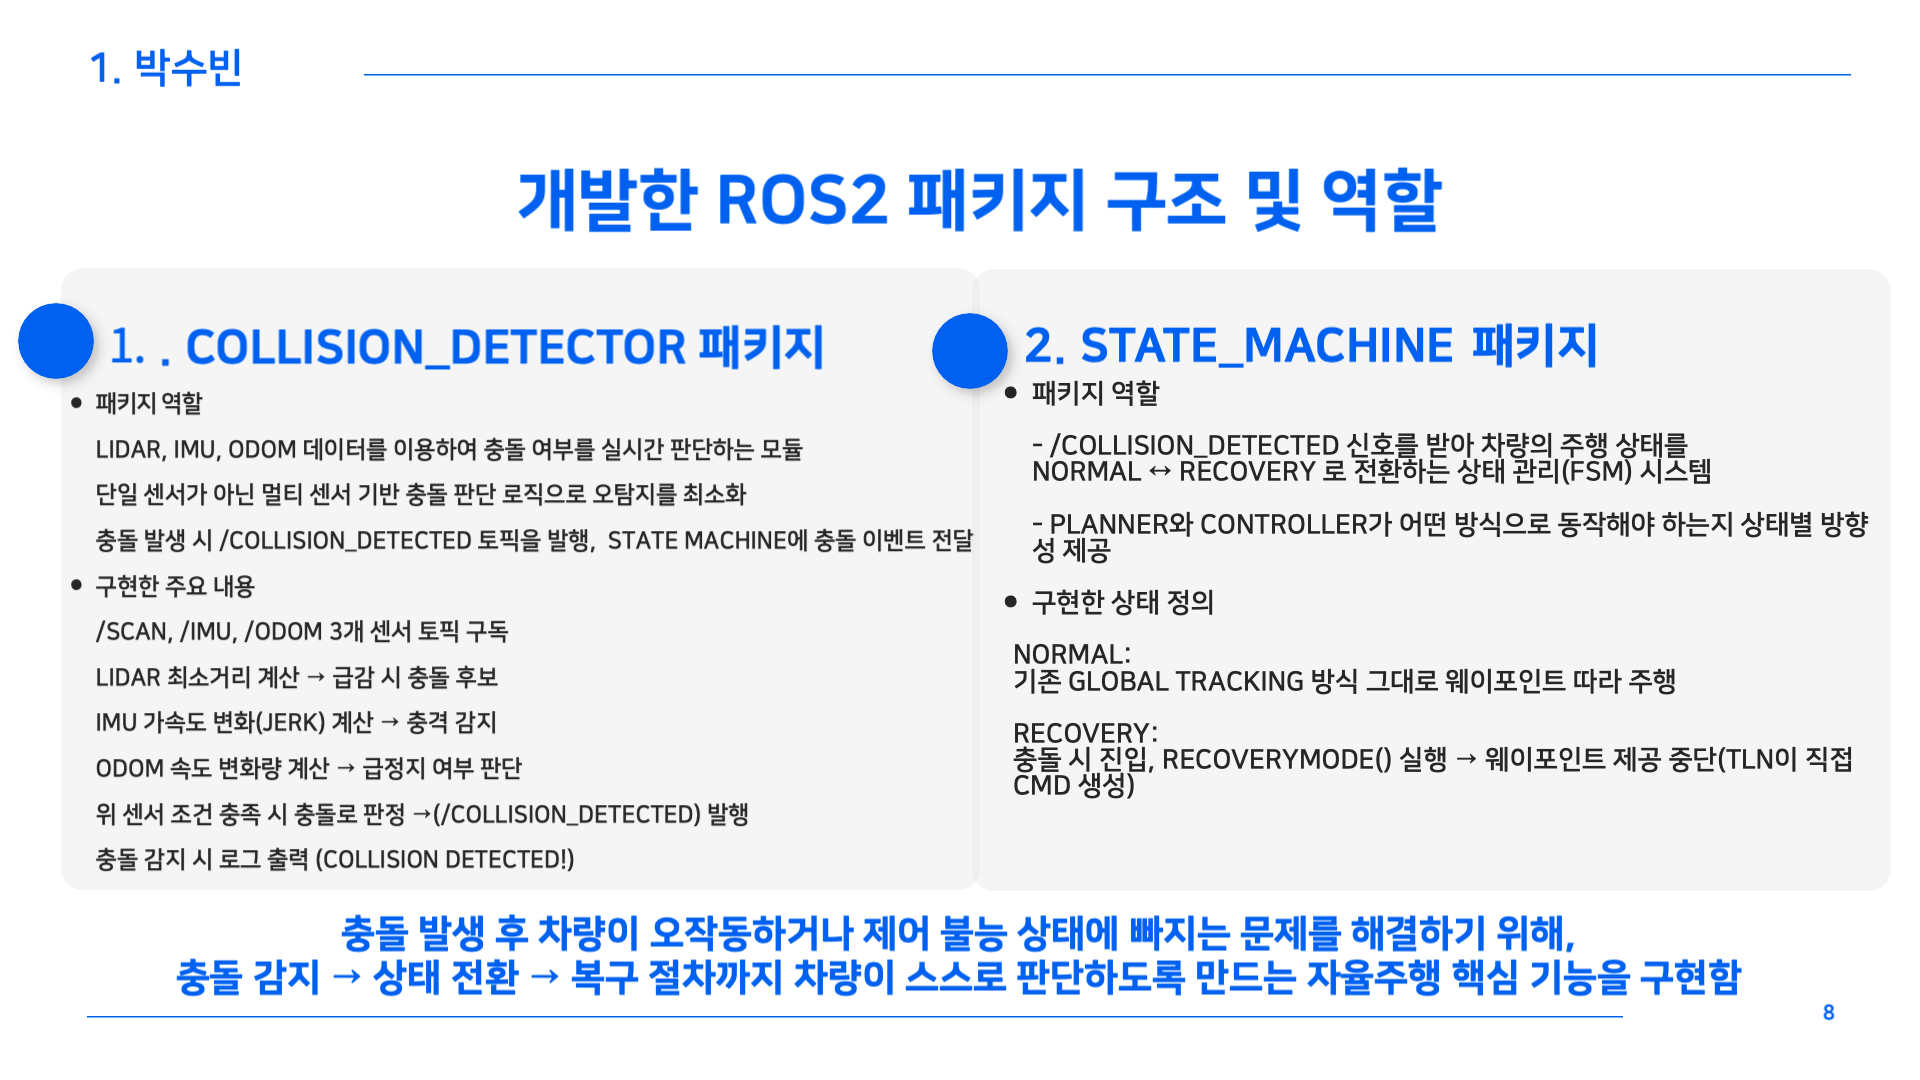 1. 박수빈
개발한 ROS2 패키지 구조 및 역할
1. . COLLISION_DETECTOR 패키지
● 패키지 역할
LIDAR, IMU, ODOM 데이터를 이용하여 충돌 여부를 실시간 판단하는 모듈
단일 센서가 아닌 멀티 센서 기반 충돌 판단 로직으로 오탐지를 최소화
충돌 발생 시 /COLLISION_DETECTED 토픽을 발행, STATE MACHINE에 충돌 이벤트 전달
● 구현한 주요 내용
/SCAN, /IMU, /ODOM 3개 센서 토픽 구독
LIDAR 최소거리 계산 → 급감 시 충돌 후보
IMU 가속도 변화(JERK) 계산 → 충격 감지
ODOM 속도 변화량 계산 → 급정지 여부 판단
위 센서 조건 충족 시 충돌로 판정 →(/COLLISION_DETECTED) 발행
충돌 감지 시 로그 출력 (COLLISION DETECTED!)
2. STATE_MACHINE 패키지
● 패키지 역할
- /COLLISION_DETECTED 신호를 받아 차량의 주행 상태를
NORMAL ↔ RECOVERY 로 전환하는 상태 관리(FSM) 시스템
- PLANNER와 CONTROLLER가 어떤 방식으로 동작해야 하는지 상태별 방향
성 제공
● 구현한 상태 정의
NORMAL:
기존 GLOBAL TRACKING 방식 그대로 웨이포인트 따라 주행
RECOVERY:
충돌 시 진입, RECOVERYMODE() 실행 → 웨이포인트 제공 중단(TLN이 직접
CMD 생성)
충돌 발생 후 차량이 오작동하거나 제어 불능 상태에 빠지는 문제를 해결하기 위해,
충돌 감지 → 상태 전환 → 복구 절차까지 차량이 스스로 판단하도록 만드는 자율주행 핵심 기능을 구현함
8